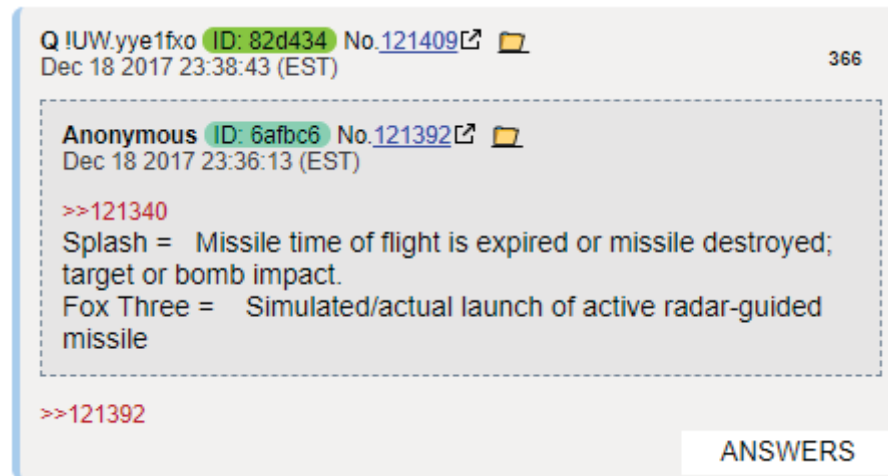 Q !UW.yye1fxo ID: 82d434 No.121409
366
Dec 18 2017 23:38:43 (EST)
Anonymous ID: 6afbc6 No.121392
Dec 18 2017 23:36:13 (EST)
>>121340
Splash = Missile time of flight is expired or missile destroyed;
target or bomb impact.
Fox Three = Simulated/actual launch of active radar-guided
missile
>>121392
ANSWERS